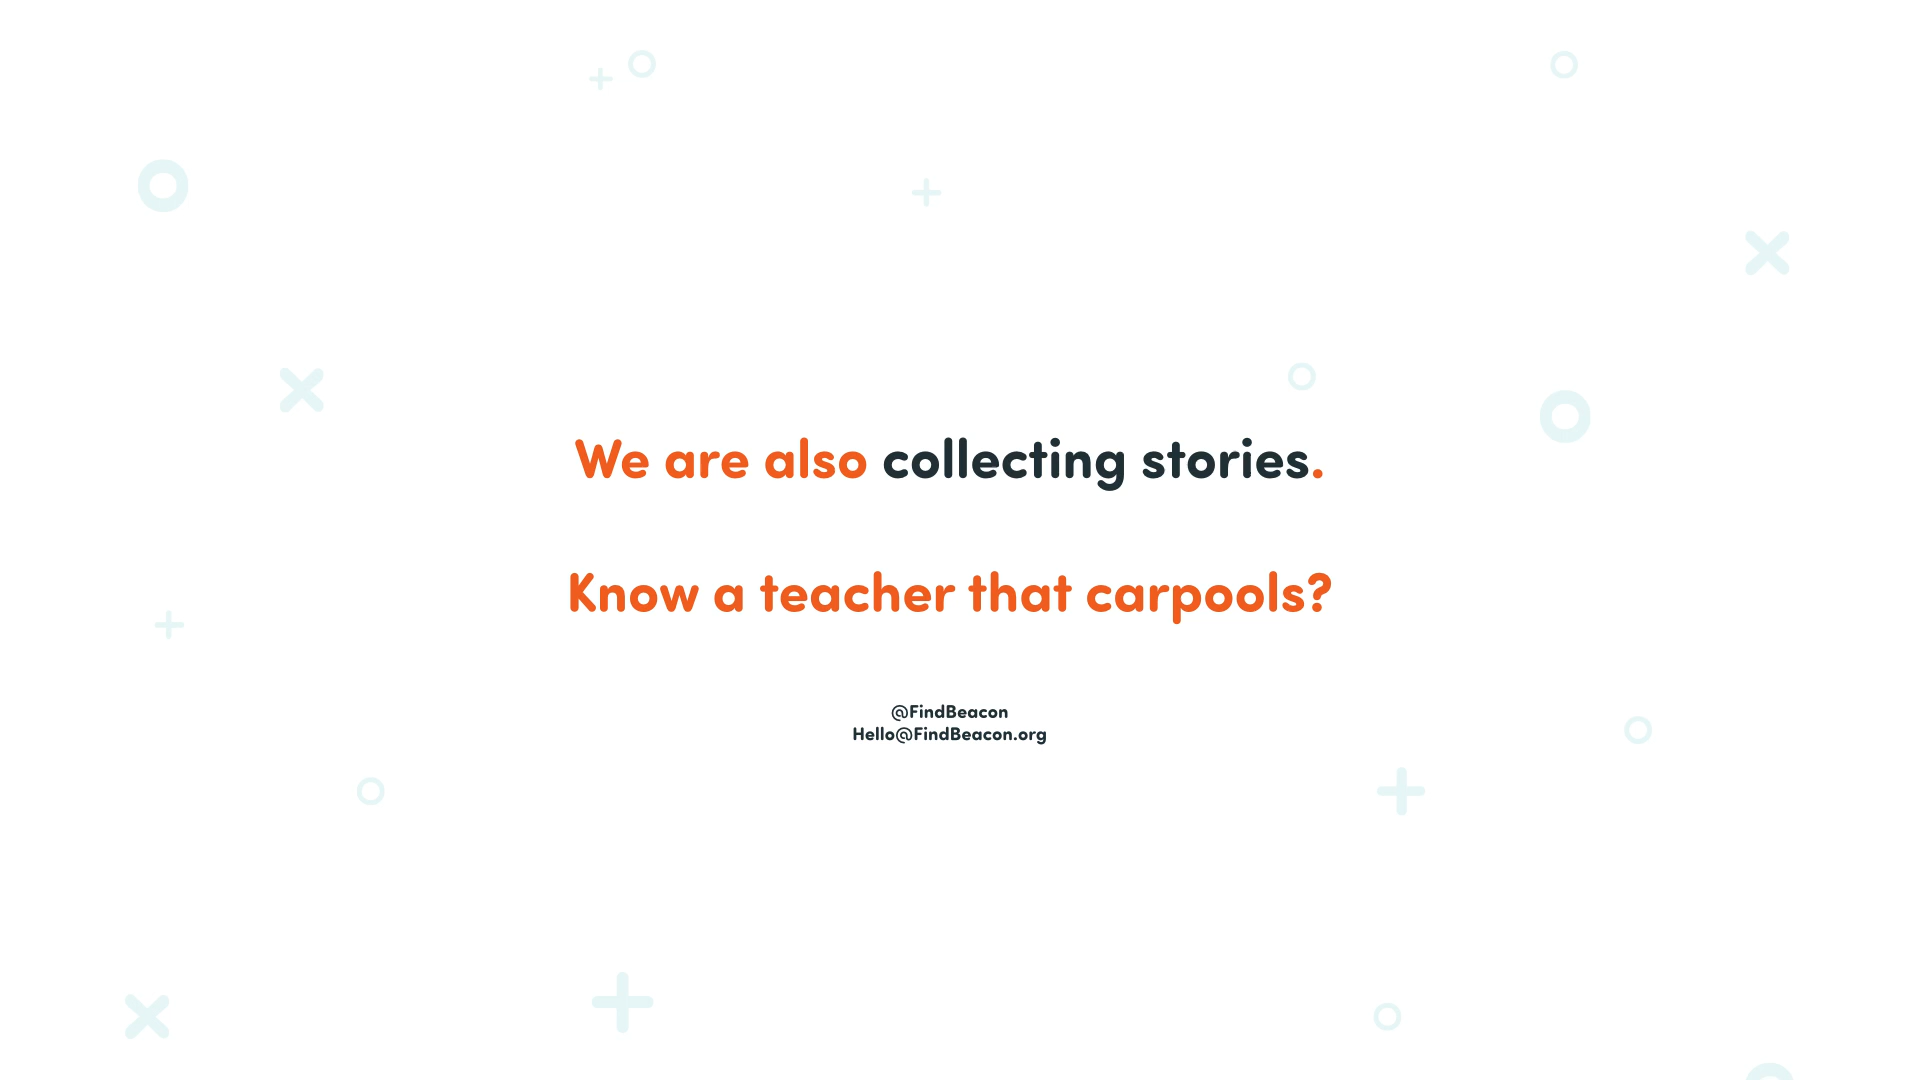 We are also collecting stories.
Know a teacher that carpools?
@FindBeacon
Hello@FindBeacon.org